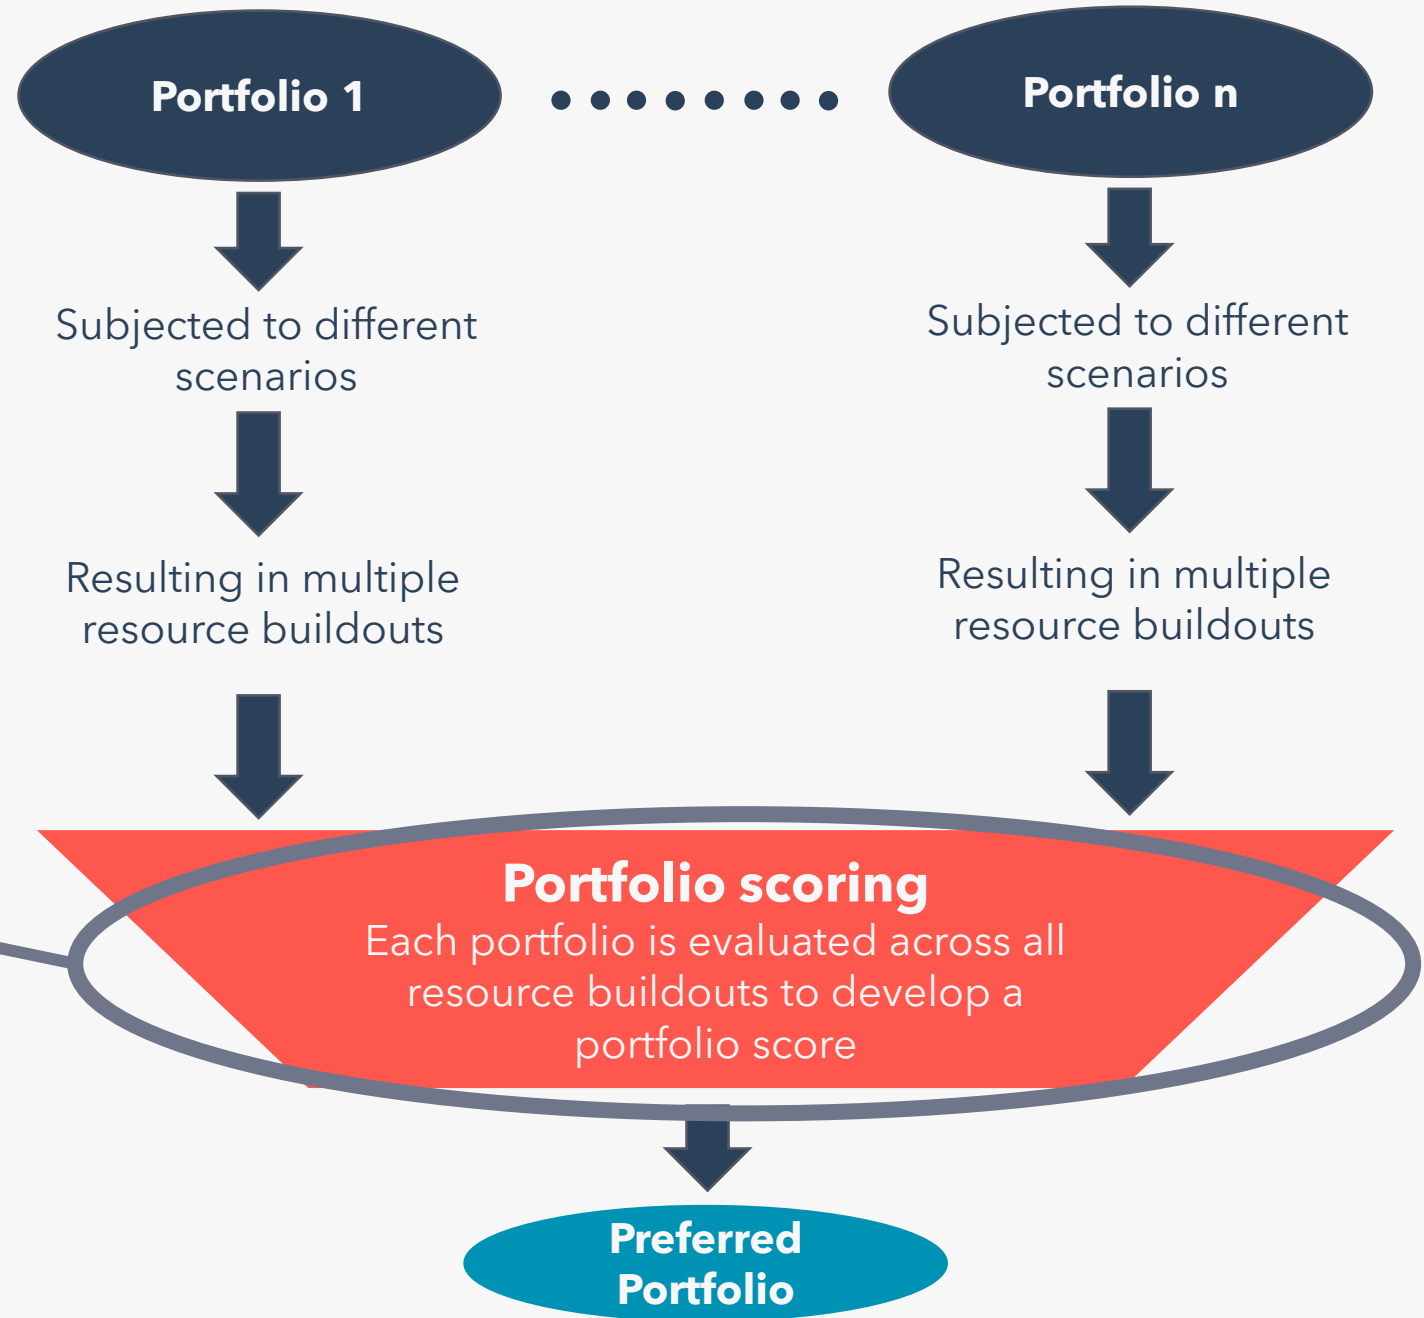 Portfolio 1
Portfolio n
Subjected to different
scenarios
Subjected to different
scenarios
Resulting in multiple
resource buildouts
Resulting in multiple
resource buildouts
Portfolio scoring
Each portfolio is evaluated across all
resource buildouts to develop a
portfolio score
Preferred
Portfolio